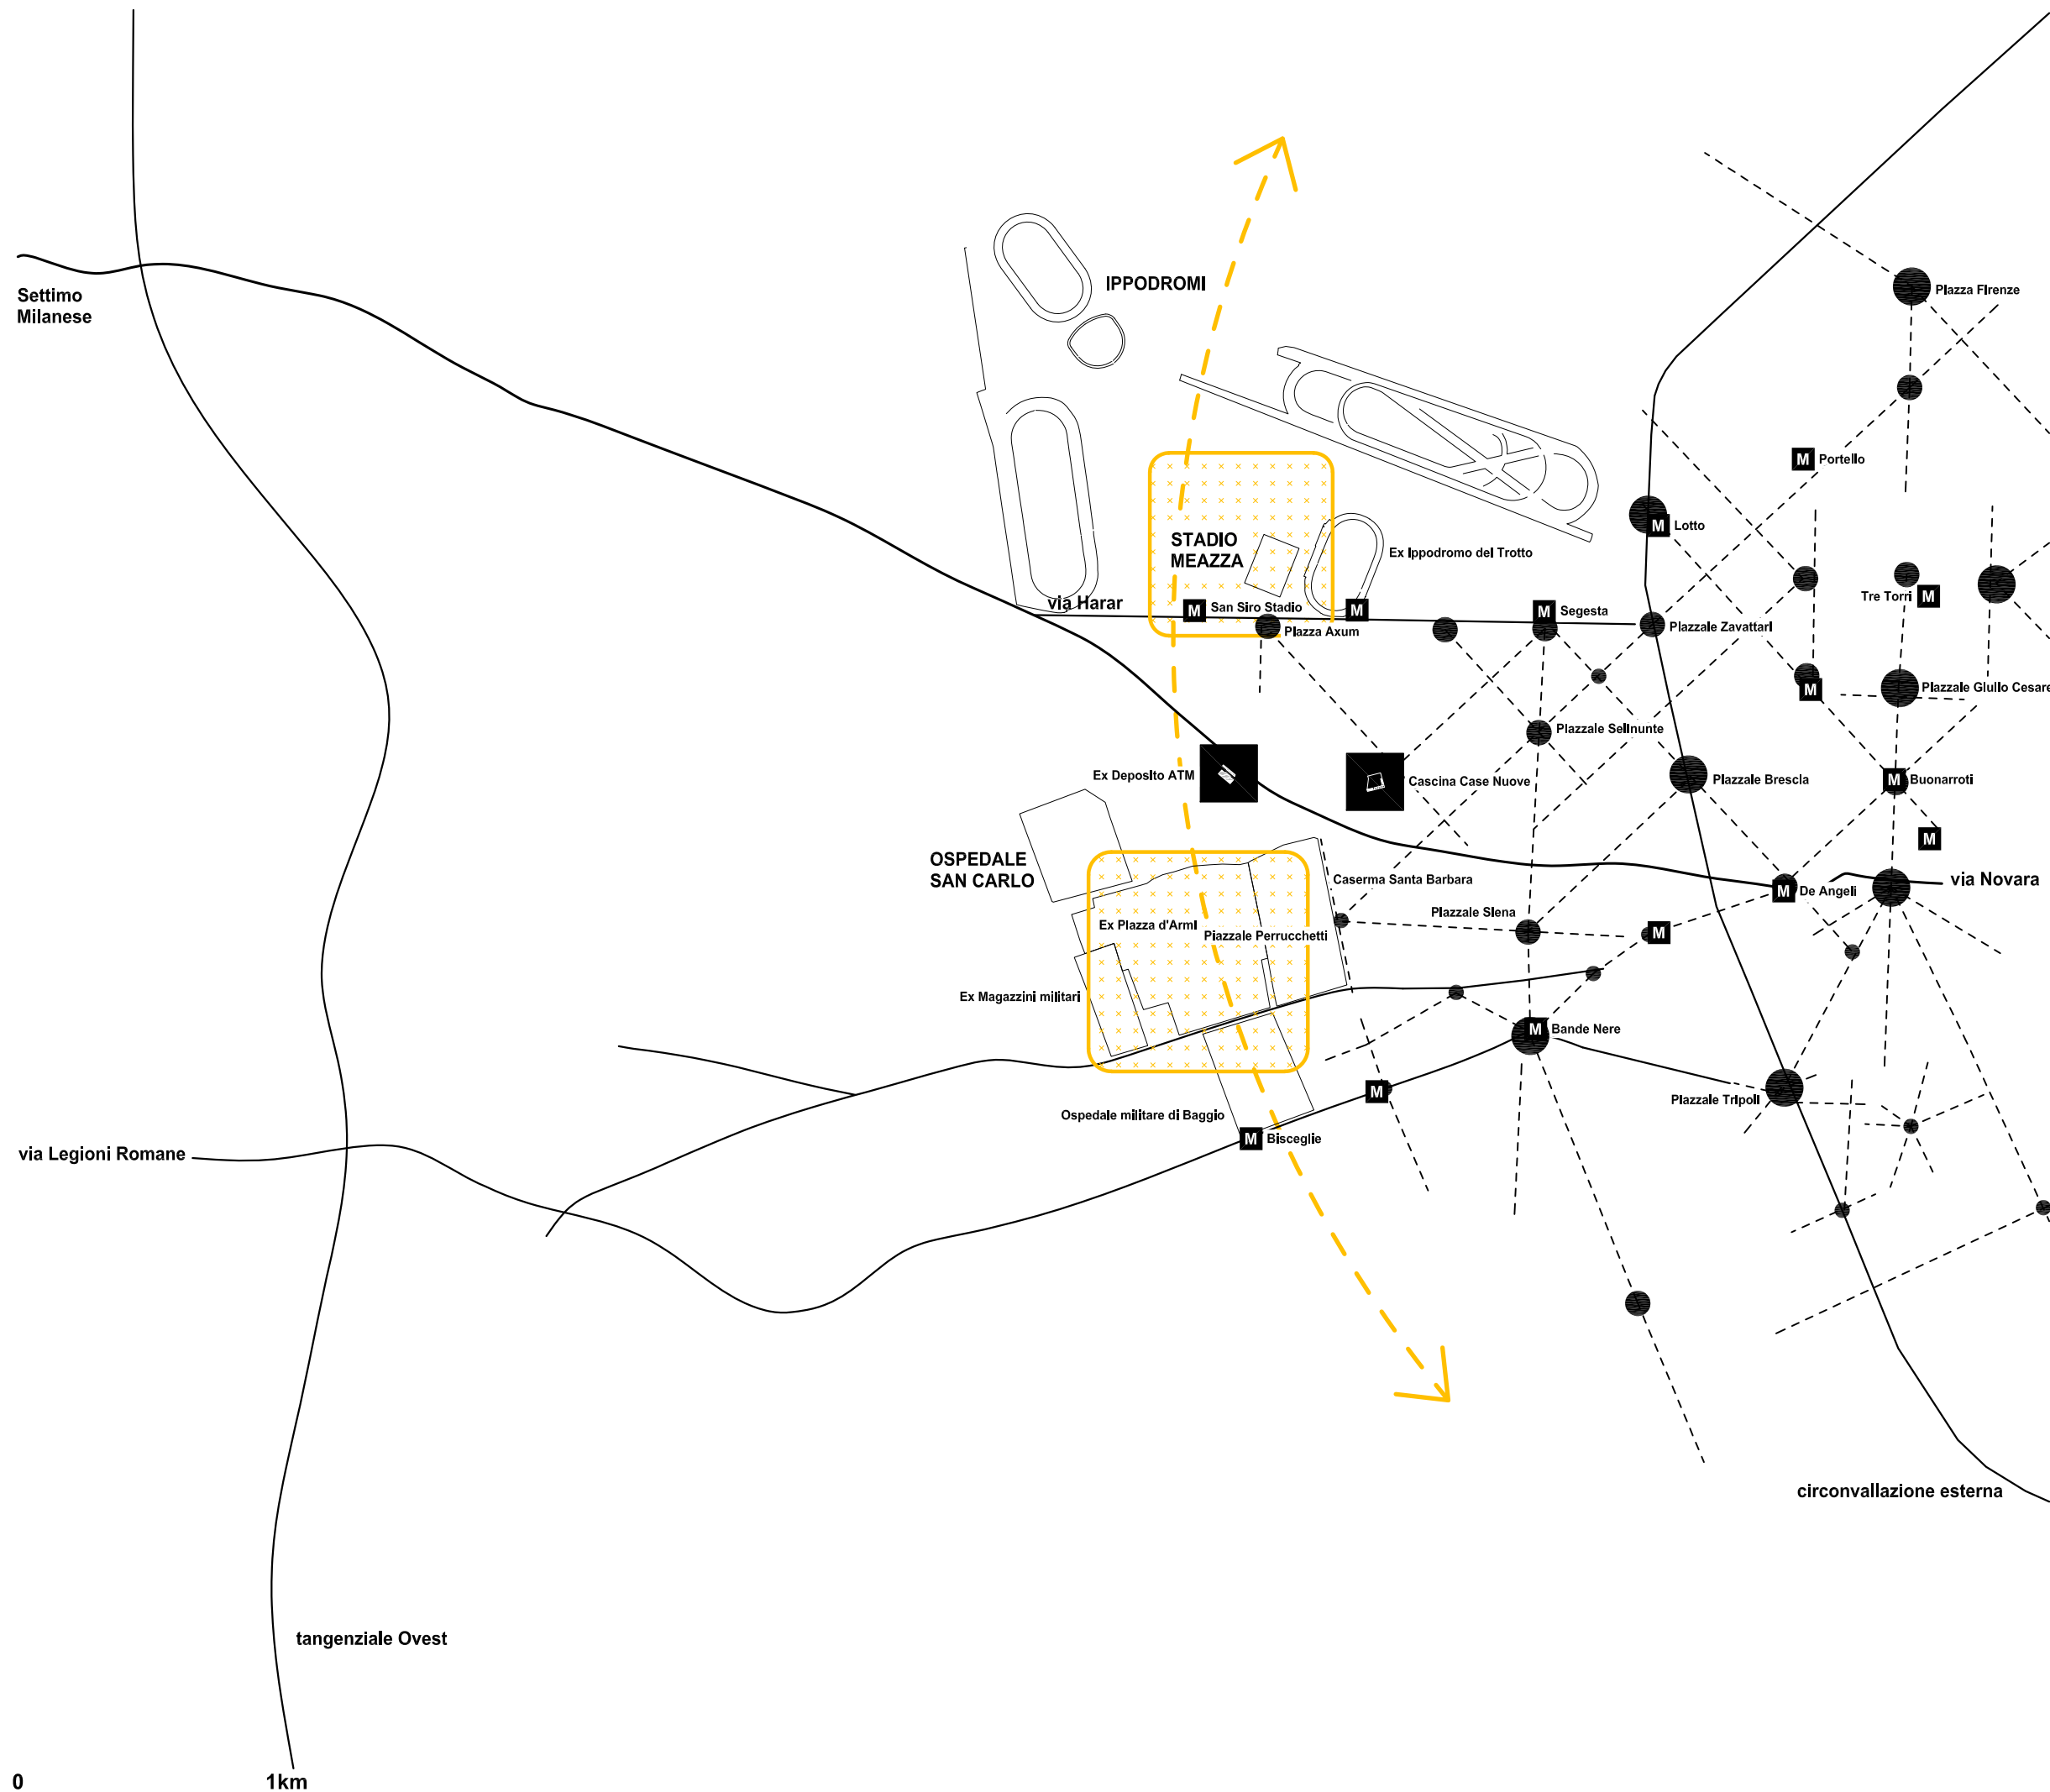 Settimo
Milanese
IPPODROMI
Piazza Firenze
M Portello
M Lotto
STADIO
MEAZZA
Ex Ippodromo del Trotto
Tre Torri M
via Harar
M San Siro Stadio
M
M Segesta
Piazza Axum
Piazzale Zavattari
M
Piazzale Giulio Cesare
Piazzale Selinunte
Ex Deposito ATM
Cascina Case Nuove
Piazzale Brescia
M Buonarroti
M
OSPEDALE
SAN CARLO
Caserma Santa Barbara
M De Angeli
via Novara
Ex Piazza d'Armi
Piazzale Perrucchetti
Piazzale Siena
M
Ex Magazzini militari
M Bande Nere
M
Piazzale Tripoli
Ospedale militare di Baggio
M Bisceglie
via Legioni Romane
circonvallazione esterna
tangenziale Ovest
0
1km